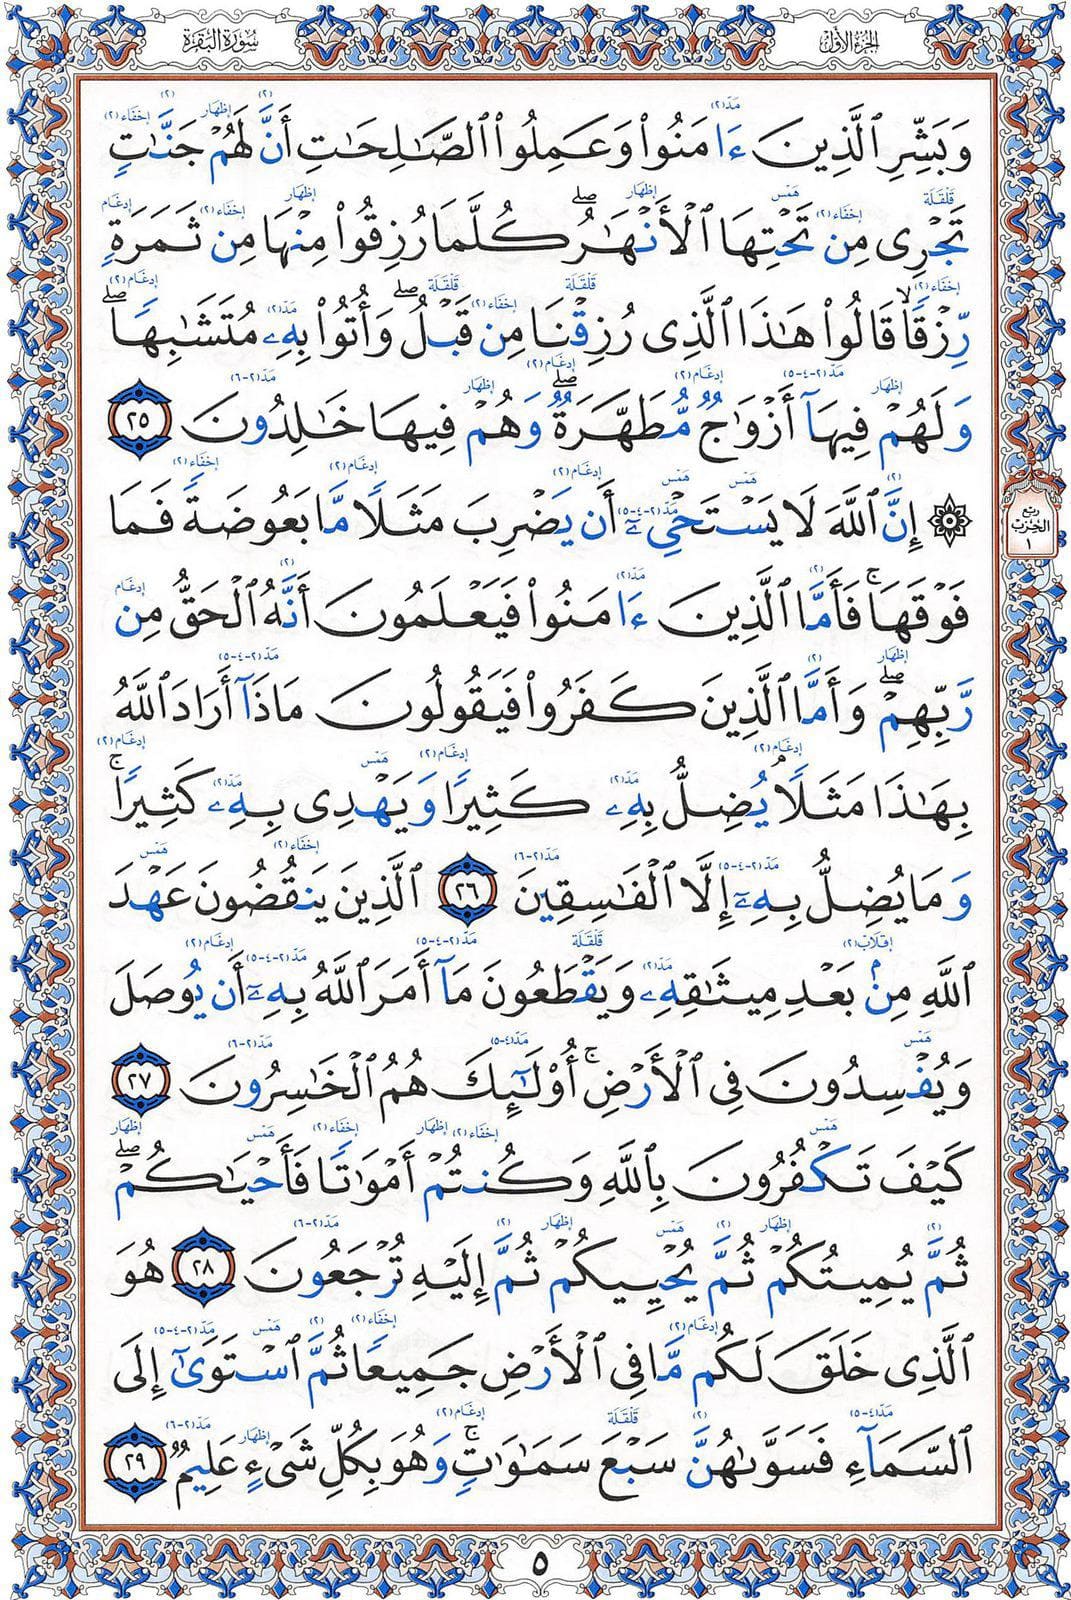 الجزء الأول
سورة البقرة
وَبَشِّرِ ٱلَّذِينَ ءَامَنُوا۟ وَعَمِلُوا۟ ٱلصَّـٰلِحَـٰتِ أَنَّ لَهُمْ جَنَّـٰتٍ
تَجْرِى مِن تَحْتِهَا ٱلْأَنْهَـٰرُ ۖ كُلَّمَا رُزِقُوا۟ مِنْهَا مِن ثَمَرَةٍ
رِّزْقًا ۙ قَالُوا۟ هَـٰذَا ٱلَّذِى رُزِقْنَا مِن قَبْلُ ۖ وَأُتُوا۟ بِهِۦ مُتَشَـٰبِهًا ۖ
وَلَهُمْ فِيهَآ أَزْوَٰجٌ مُّطَهَّرَةٌ ۖ وَهُمْ فِيهَا خَـٰلِدُونَ ٢٥
۞ إِنَّ ٱللَّهَ لَا يَسْتَحْىِۦٓ أَن يَضْرِبَ مَثَلًا مَّا بَعُوضَةً فَمَا
فَوْقَهَا ۚ فَأَمَّا ٱلَّذِينَ ءَامَنُوا۟ فَيَعْلَمُونَ أَنَّهُ ٱلْحَقُّ مِن
رَّبِّهِمْ ۖ وَأَمَّا ٱلَّذِينَ كَفَرُوا۟ فَيَقُولُونَ مَاذَآ أَرَادَ ٱللَّهُ
بِهَـٰذَا مَثَلًا ۘ يُضِلُّ بِهِۦ كَثِيرًا وَيَهْدِى بِهِۦ كَثِيرًا ۚ
وَمَا يُضِلُّ بِهِۦٓ إِلَّا ٱلْفَـٰسِقِينَ ٢٦ ٱلَّذِينَ يَنقُضُونَ عَهْدَ
ٱللَّهِ مِنۢ بَعْدِ مِيثَـٰقِهِۦ وَيَقْطَعُونَ مَآ أَمَرَ ٱللَّهُ بِهِۦٓ أَن يُوصَلَ
وَيُفْسِدُونَ فِى ٱلْأَرْضِ ۚ أُو۟لَـٰٓئِكَ هُمُ ٱلْخَـٰسِرُونَ ٢٧
كَيْفَ تَكْفُرُونَ بِٱللَّهِ وَكُنتُمْ أَمْوَٰتًا فَأَحْيَـٰكُمْ ۖ
ثُمَّ يُمِيتُكُمْ ثُمَّ يُحْيِيكُمْ ثُمَّ إِلَيْهِ تُرْجَعُونَ ٢٨ هُوَ
ٱلَّذِى خَلَقَ لَكُم مَّا فِى ٱلْأَرْضِ جَمِيعًا ثُمَّ ٱسْتَوَىٰٓ إِلَى
ٱلسَّمَآءِ فَسَوَّىٰهُنَّ سَبْعَ سَمَـٰوَٰتٍ ۚ وَهُوَ بِكُلِّ شَىْءٍ عَلِيمٌ ٢٩
ربع
الحزب
١
٥